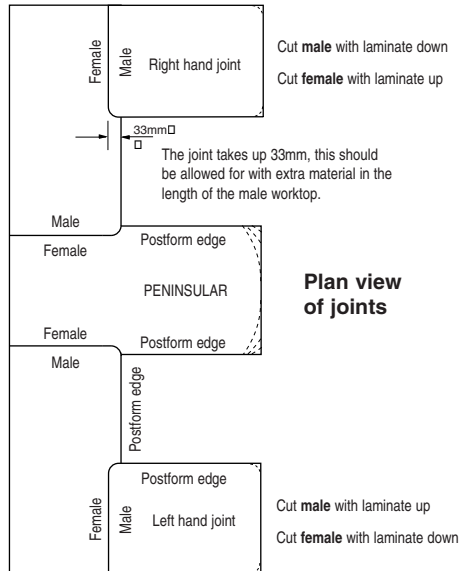 Female
Male
Right hand joint
Cut male with laminate down
Cut female with laminate up
33mm□
□
The joint takes up 33mm, this should
be allowed for with extra material in the
length of the male worktop.
Male
Female
Postform edge
PENINSULAR
Plan view
of joints
Female
Male
Postform edge
Postform edge
Postform edge
Female
Male
Left hand joint
Cut male with laminate up
Cut female with laminate down